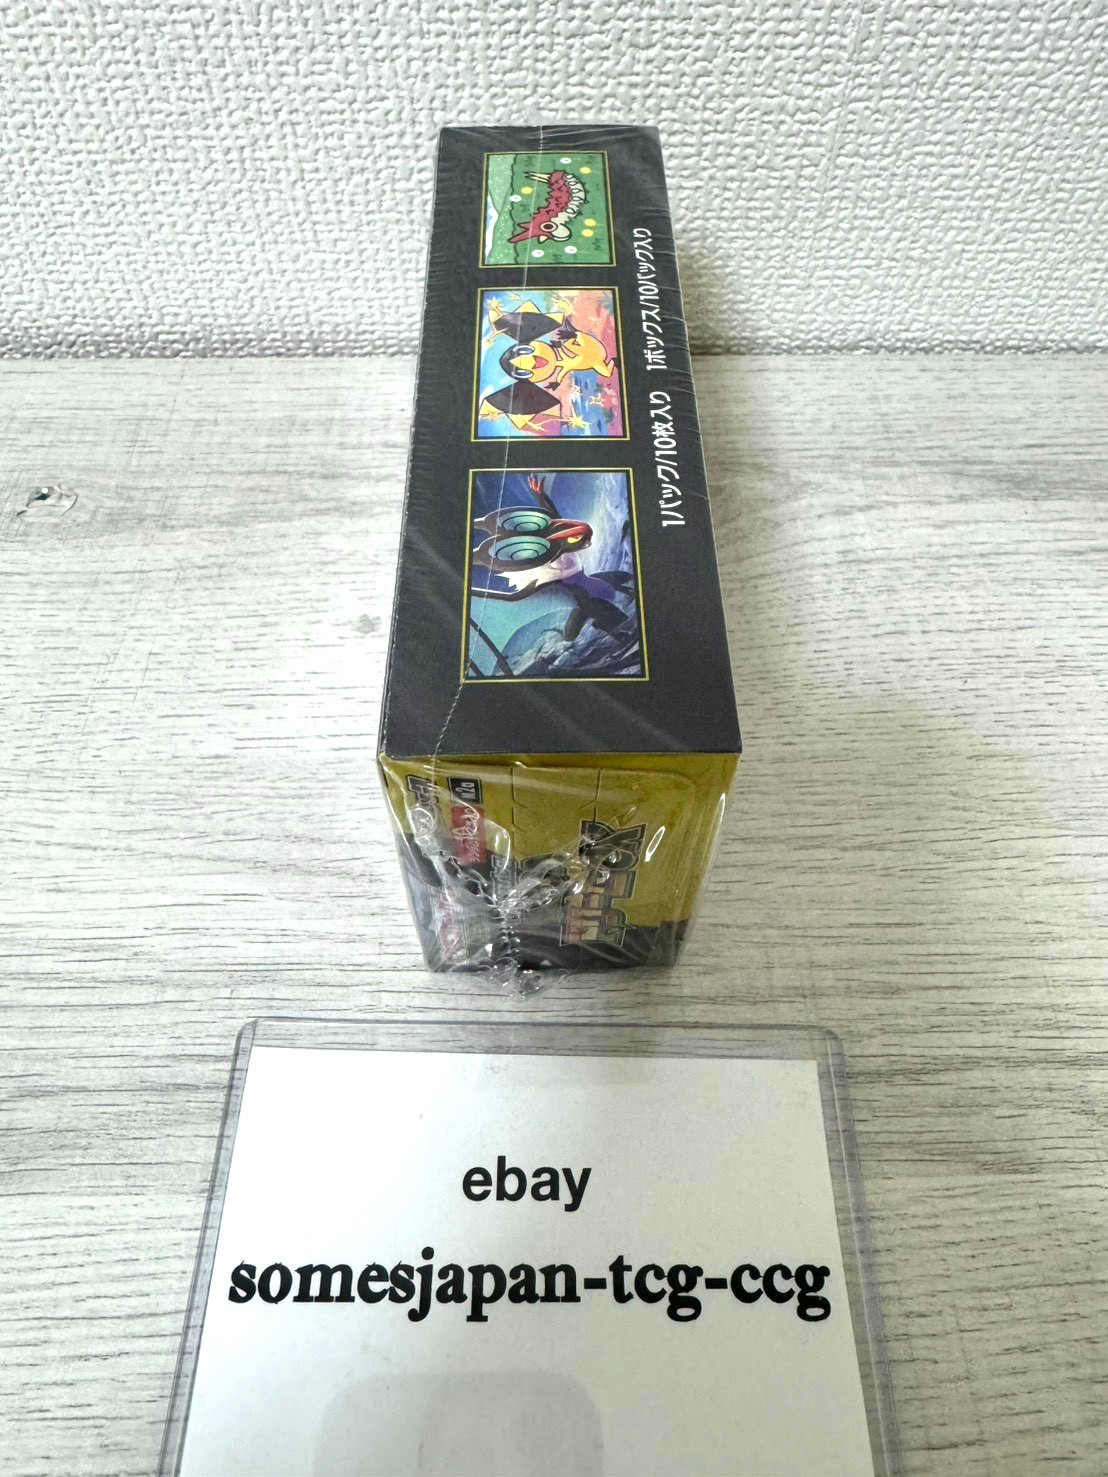 1パック/10枚入り　1ボックス/10パック入り
M2a
ebay
somesjapan-tcg-ccg